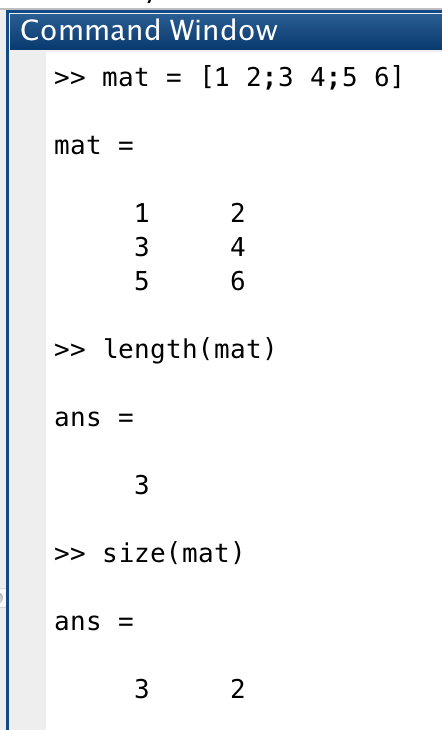 Command Window
>> mat = [1 2;3 4;5 6]
mat =
1 2
3 4
5 6
>> length(mat)
ans =
3
>> size(mat)
ans =
3 2